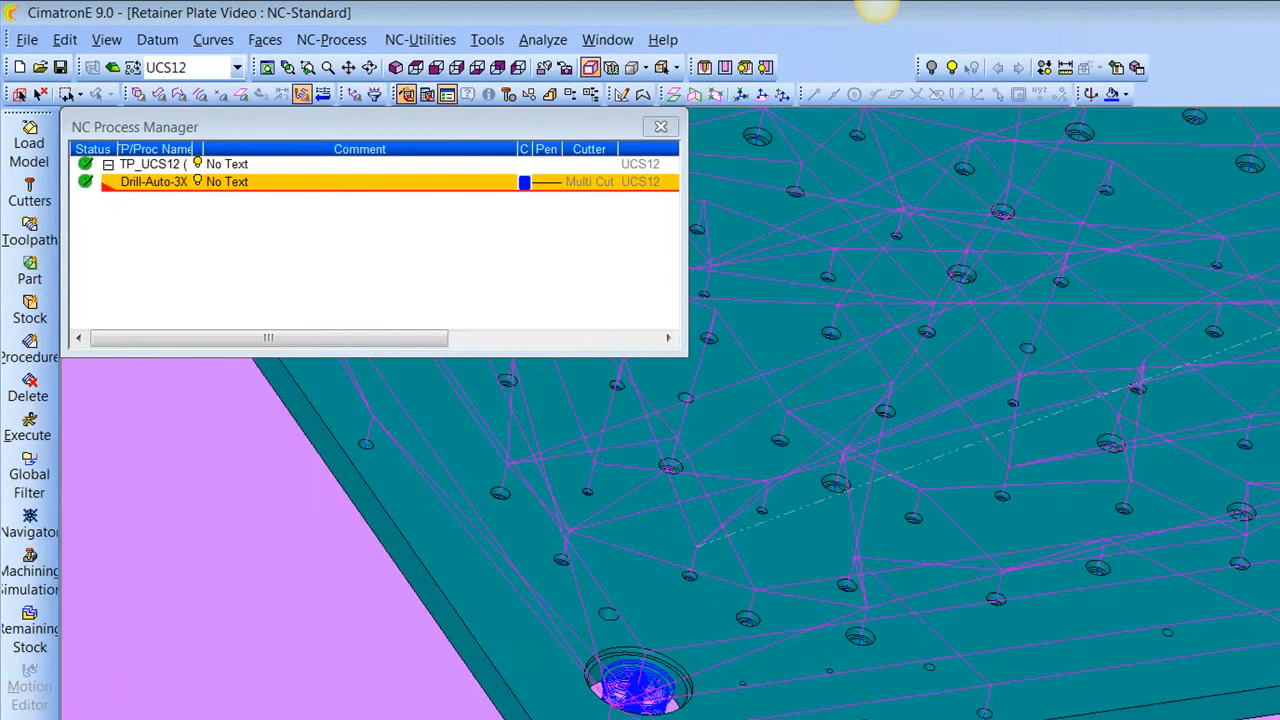 CimatronE 9.0 - [Retainer Plate Video : NC-Standard]
File Edit View Datum Curves Faces NC-Process NC-Utilities Tools Analyze Window Help
UCS12
NC Process Manager
Status P/Proc Name Comment C Pen Cutter
TP_UCS12 ( No Text UCS12
Drill-Auto-3X No Text Multi Cut UCS12
Load
Model
Cutters
Toolpath
Part
Stock
Procedure
Delete
Execute
Global
Filter
Navigator
Machining
Simulation
Remaining
Stock
Motion
Editor